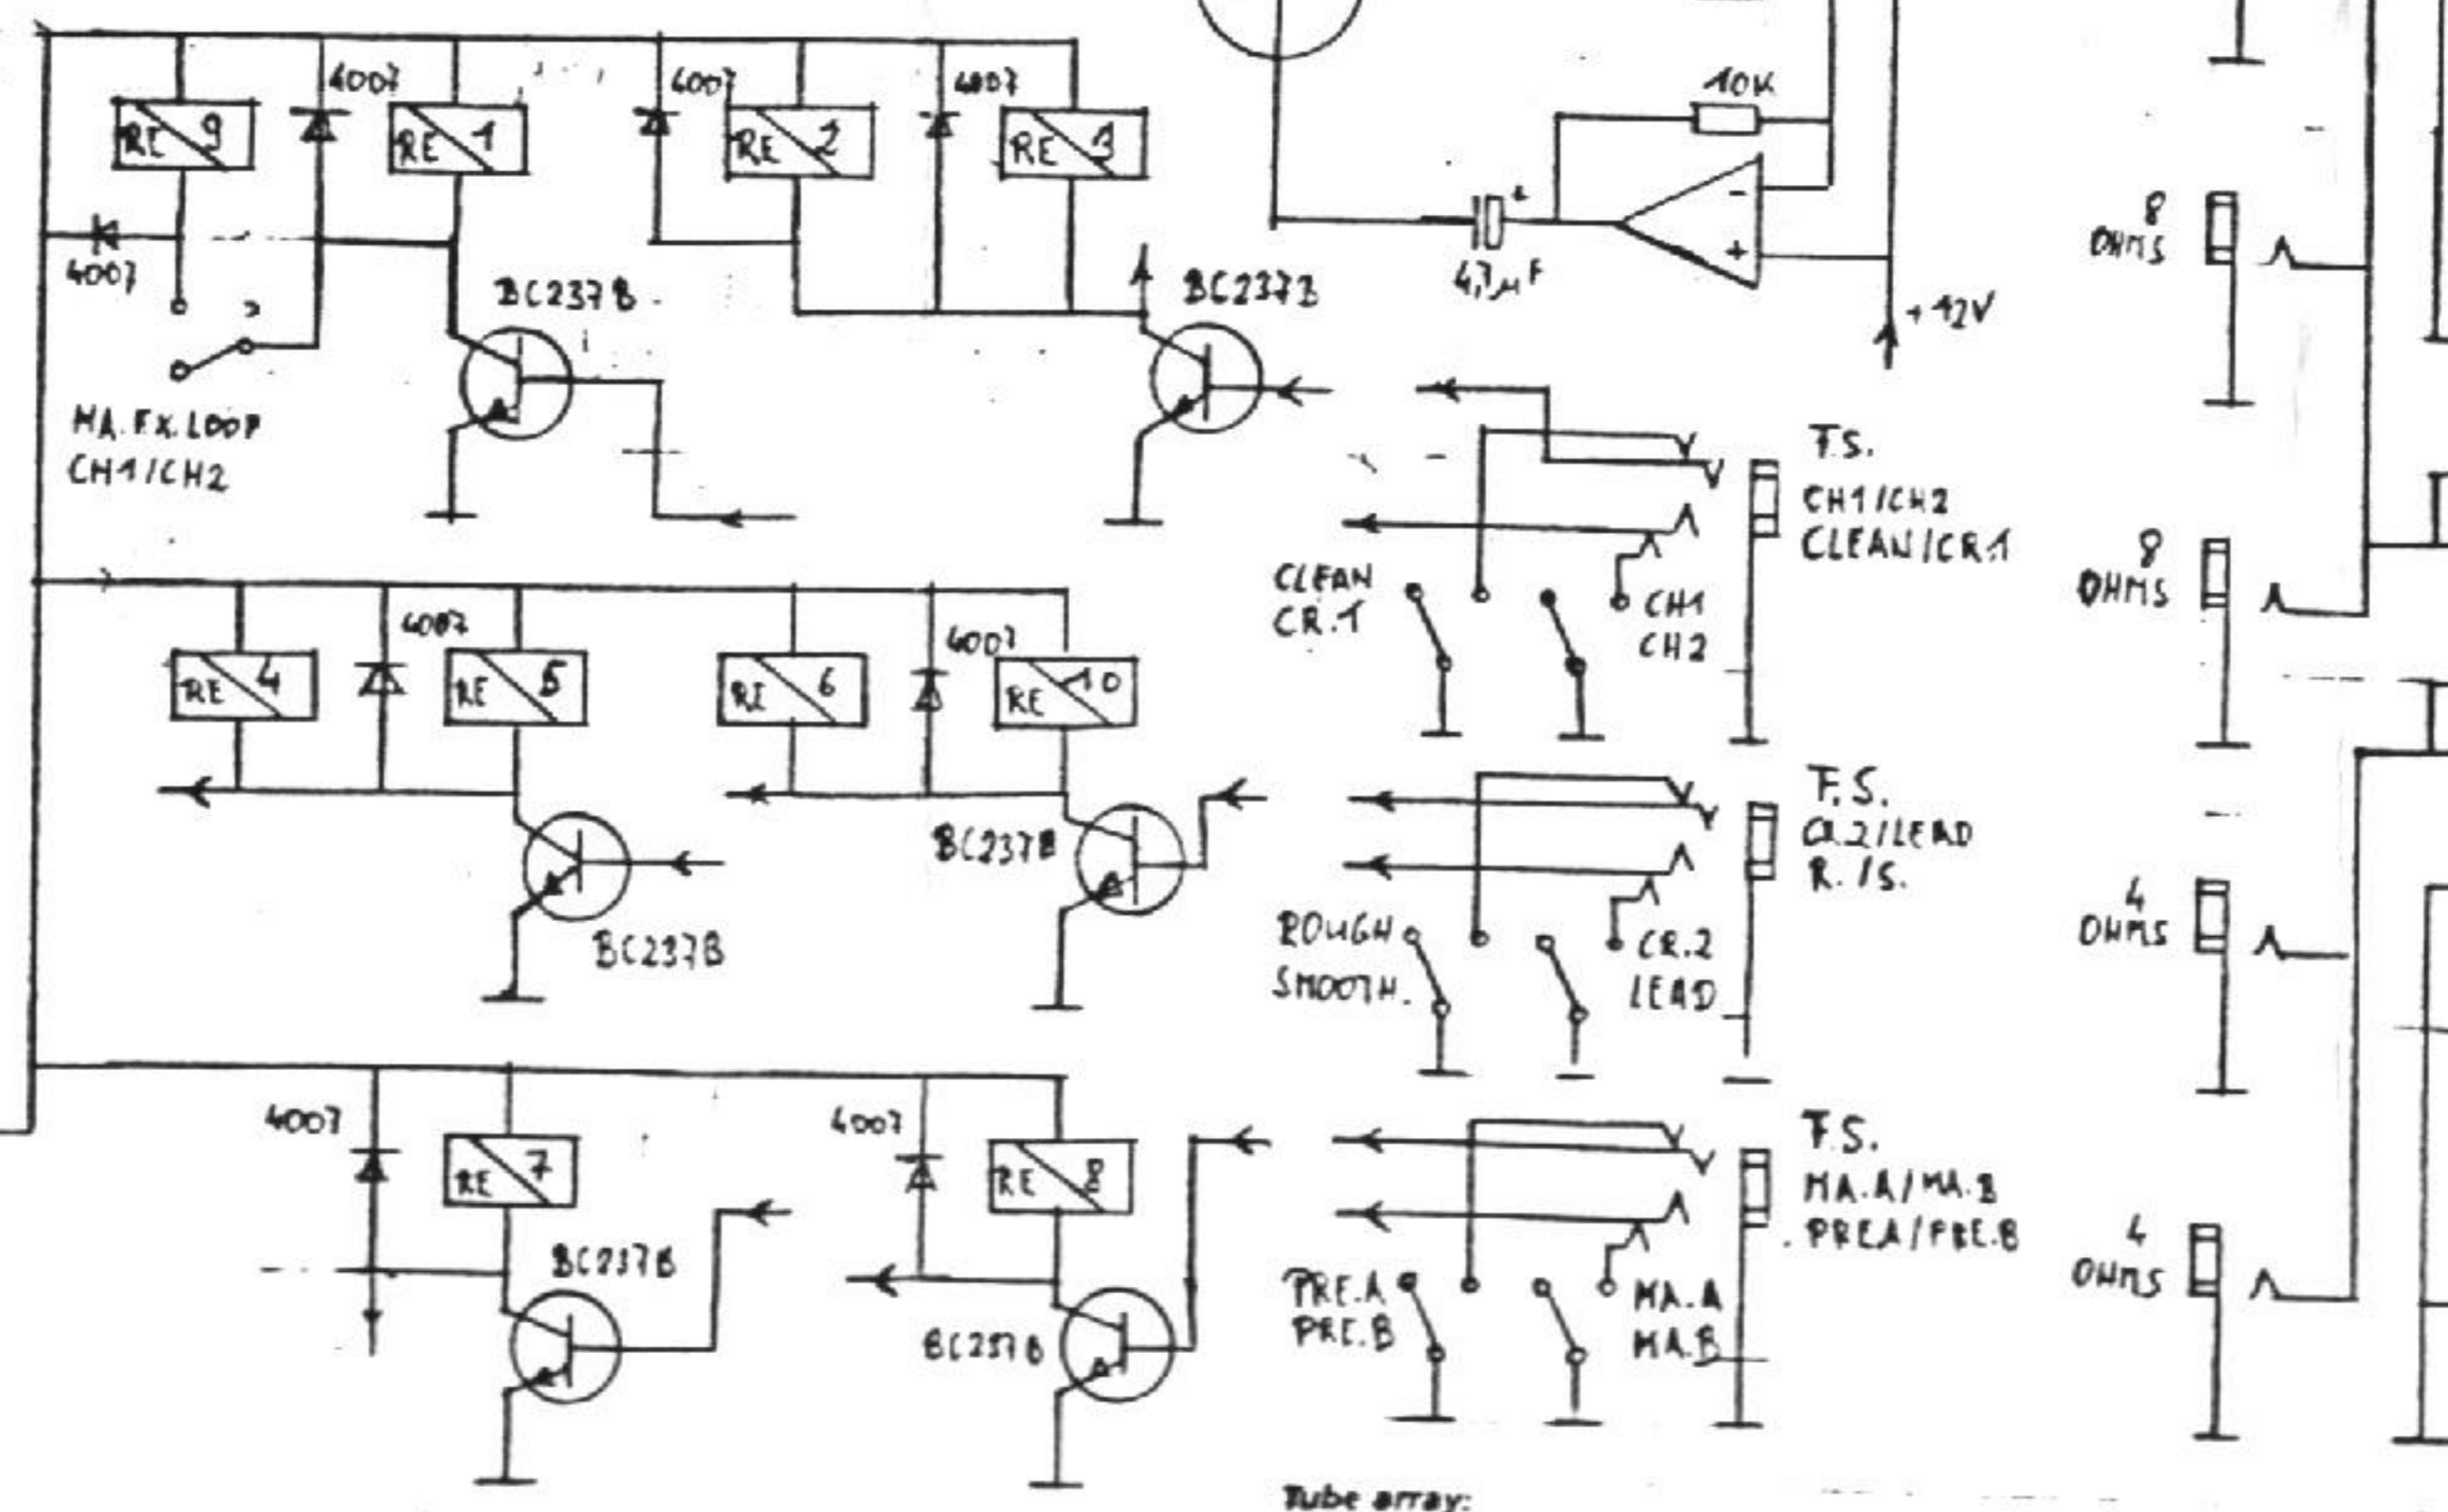 4007
4007
4007
RE 9
RE 1
RE 2
RE 3
10K
-
+
+
4,7µF
+12V
4007
BC237B
BC237B
MA.FX.LOOP
CH1/CH2
8
OHMS
F.S.
CH1/CH2
CLEAN/CR.1
CLEAN
CR.1
CH1
CH2
8
OHMS
4007
4007
RE 4
RE 5
RE 6
RE 10
BC237B
BC237B
F.S.
CR.2/LEAD
R./S.
ROUGH
SMOOTH.
CR.2
LEAD
4
OHMS
4007
4007
RE 7
RE 8
BC237B
BC237B
F.S.
MA.A/MA.B
PRE.A/PRE.B
PRE.A
PRE.B
MA.A
MA.B
4
OHMS
Tube array: